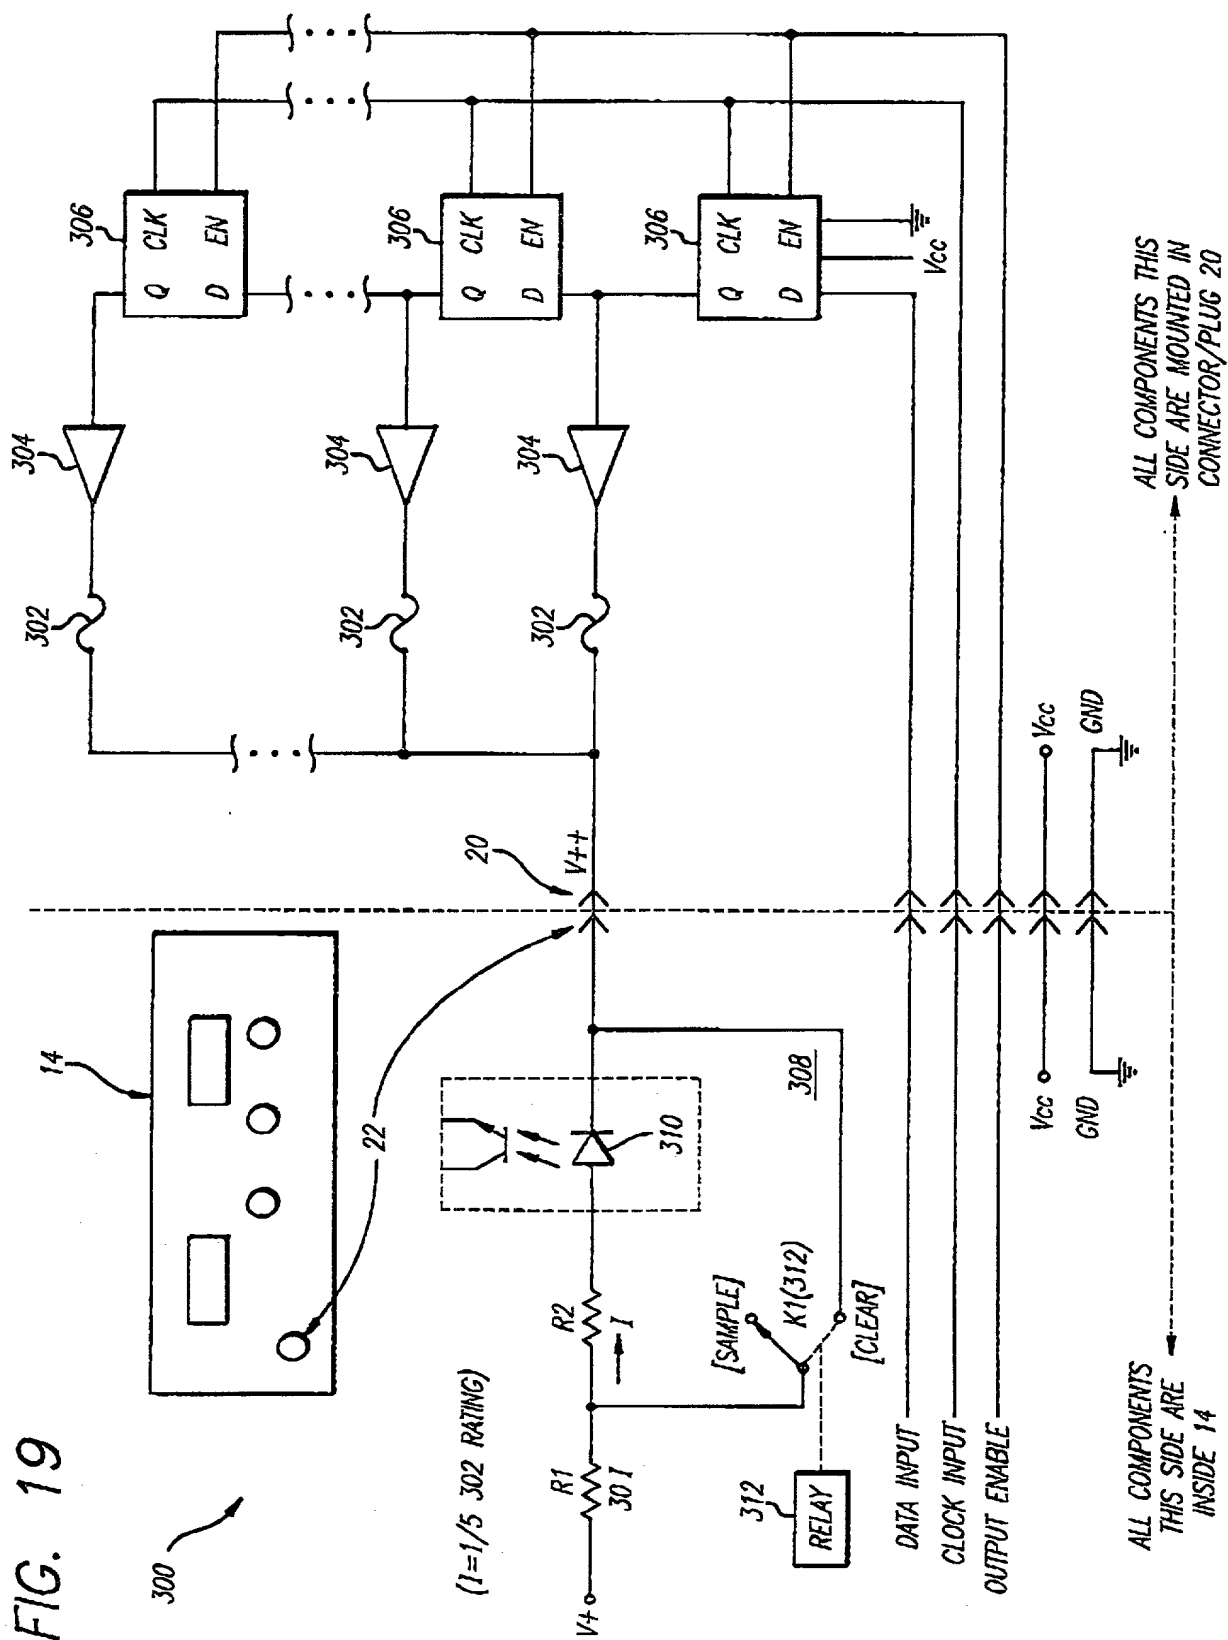 FIG. 19
300
14
22
(I=1/5 302 RATING)
V+
R1
30 I
R2
I
310
308
[SAMPLE]
K1(312)
[CLEAR]
312
RELAY
20
V++
302
302
302
304
304
304
306
Q
CLK
D
EN
306
Q
CLK
D
EN
306
Q
CLK
D
EN
Vcc
DATA INPUT
CLOCK INPUT
OUTPUT ENABLE
Vcc
Vcc
GND
GND
ALL COMPONENTS
THIS SIDE ARE
INSIDE 14
ALL COMPONENTS THIS
SIDE ARE MOUNTED IN
CONNECTOR/PLUG 20